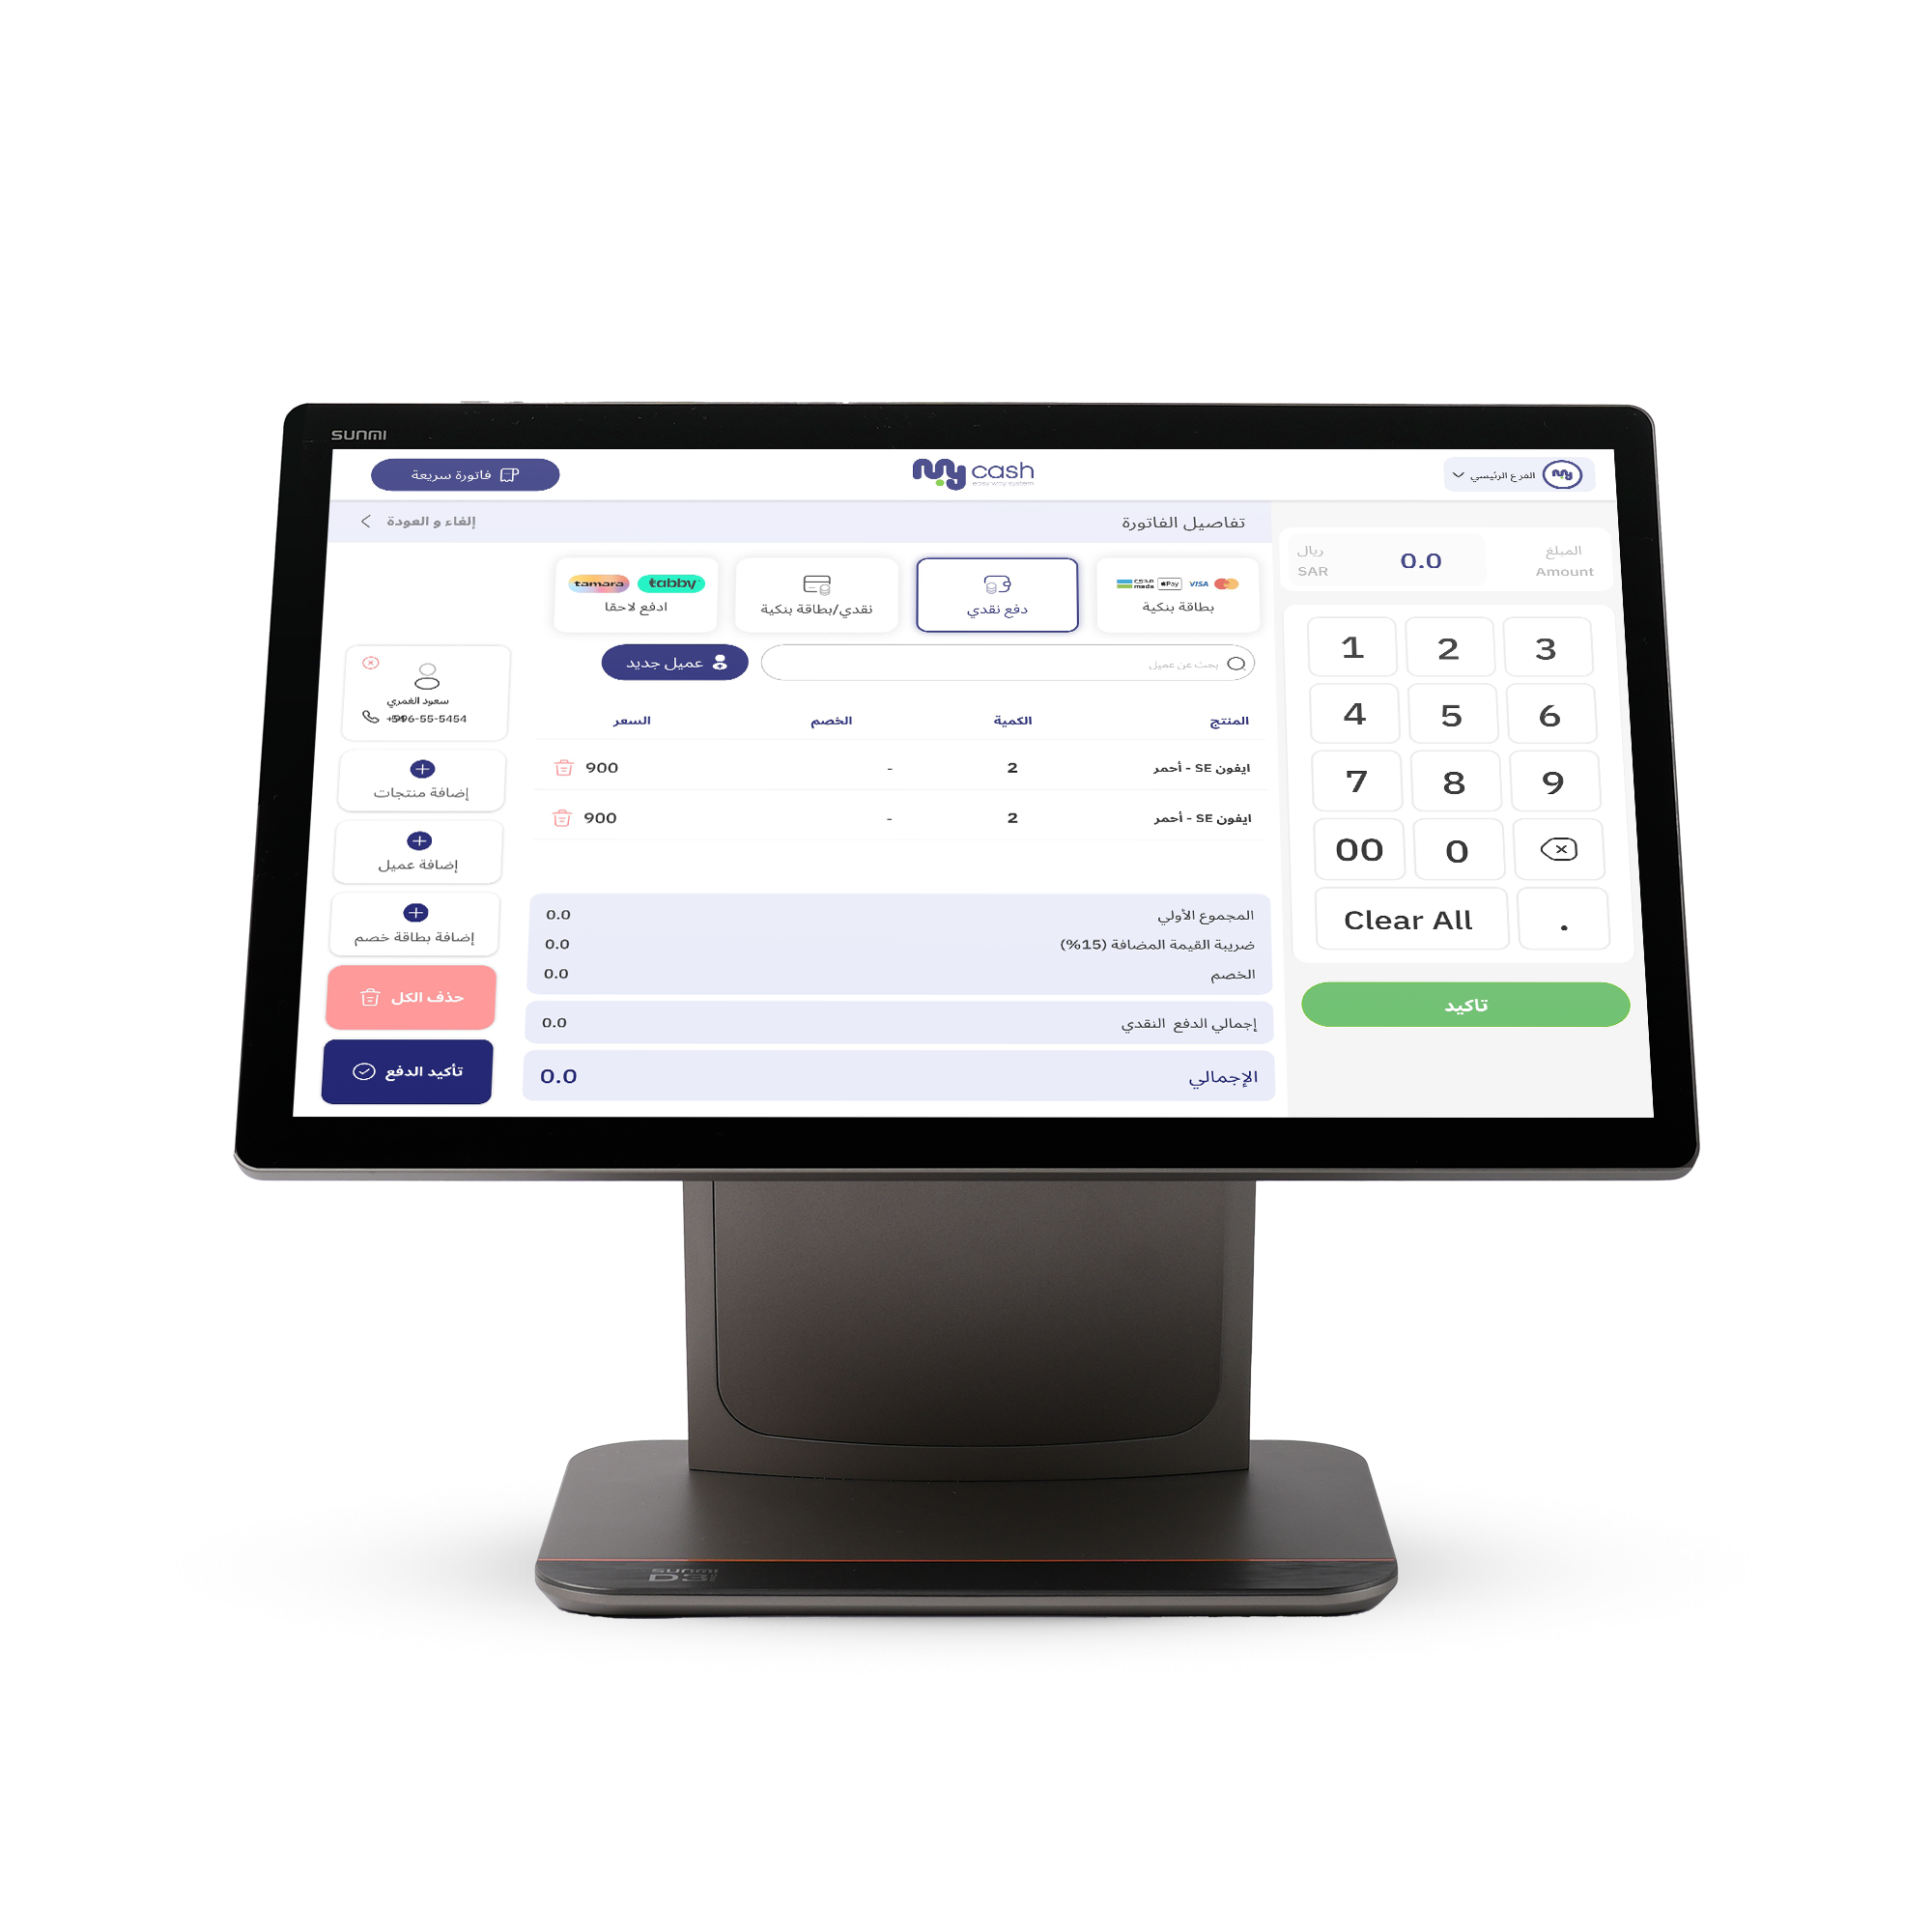 SUNMI
الفرع الرئيسي
my cash
easy way system
فاتورة سريعة
تفاصيل الفاتورة
إلغاء و العودة
المبلغ
Amount
0.0
ريال
SAR
mada Pay VISA
بطاقة بنكية
دفع نقدي
نقدي/بطاقة بنكية
tamara tabby
ادفع لاحقا
بحث عن عميل
عميل جديد
المنتج الكمية الخصم السعر
ايفون SE - أحمر 2 - 900
ايفون SE - أحمر 2 - 900
المجموع الأولي 0.0
ضريبة القيمة المضافة (15%) 0.0
الخصم 0.0
إجمالي الدفع النقدي 0.0
الإجمالي 0.0
سعود الغمري
96-55-5454
إضافة منتجات
إضافة عميل
إضافة بطاقة خصم
حذف الكل
تأكيد الدفع
1 2 3
4 5 6
7 8 9
00 0
Clear All .
تاكيد
SUNMI
D3